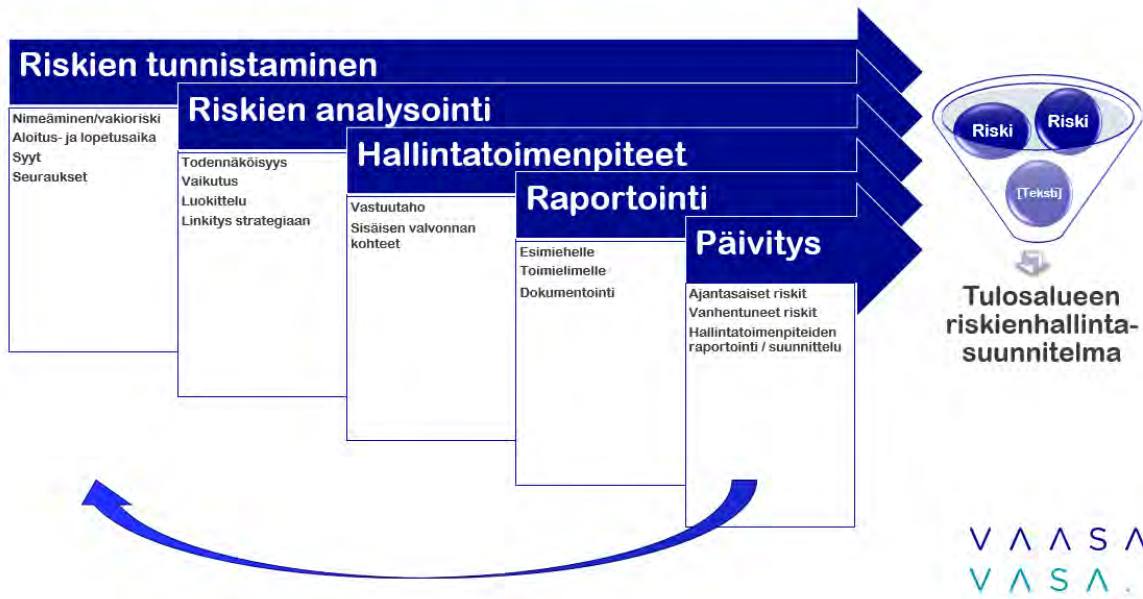 Riskien tunnistaminen
Nimeäminen/vakioriski
Aloitus- ja lopetusaika
Syyt
Seuraukset
Riskien analysointi
Todennäköisyys
Vaikutus
Luokittelu
Linkitys strategiaan
Hallintatoimenpiteet
Vastuutaho
Sisäisen valvonnan
kohteet
Raportointi
Esimiehelle
Toimielimelle
Dokumentointi
Päivitys
Ajantasaiset riskit
Vanhentuneet riskit
Hallintatoimenpiteiden
raportointi / suunnittelu
Riski
Riski
[Teksti]
Tulosalueen
riskienhallinta-
suunnitelma
VAASA
VASA.